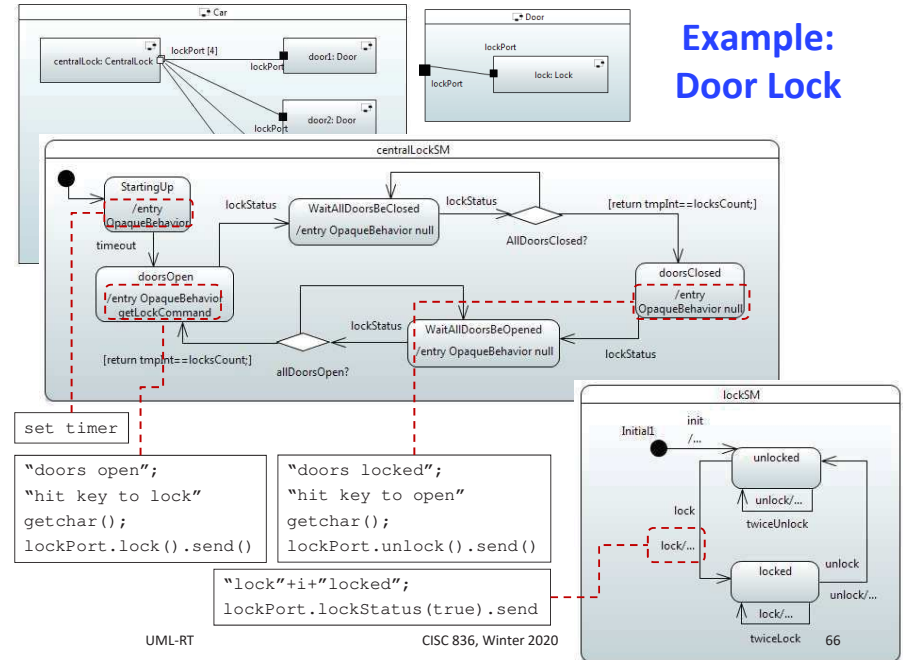 Example:
Door Lock
Car
centralLock: CentralLock
lockPort [4]
lockPort
door1: Door
lockPort
door2: Door
Door
lockPort
lockPort
lock: Lock
centralLockSM
StartingUp
/entry
OpaqueBehavior
timeout
lockStatus
WaitAllDoorsBeClosed
/entry OpaqueBehavior null
lockStatus
AllDoorsClosed?
[return tmpInt==locksCount;]
doorsOpen
/entry OpaqueBehavior
getLockCommand
doorsClosed
/entry
OpaqueBehavior null
lockStatus
WaitAllDoorsBeOpened
/entry OpaqueBehavior null
lockStatus
allDoorsOpen?
[return tmpInt==locksCount;]
set timer
"doors open";
"hit key to lock"
getchar();
lockPort.lock().send()
"doors locked";
"hit key to open"
getchar();
lockPort.unlock().send()
"lock"+i+"locked";
lockPort.lockStatus(true).send
lockSM
Initial1
init
/...
unlocked
unlock/...
twiceUnlock
lock
lock/...
locked
lock/...
twiceLock
unlock
unlock/...
UML-RT
CISC 836, Winter 2020
66